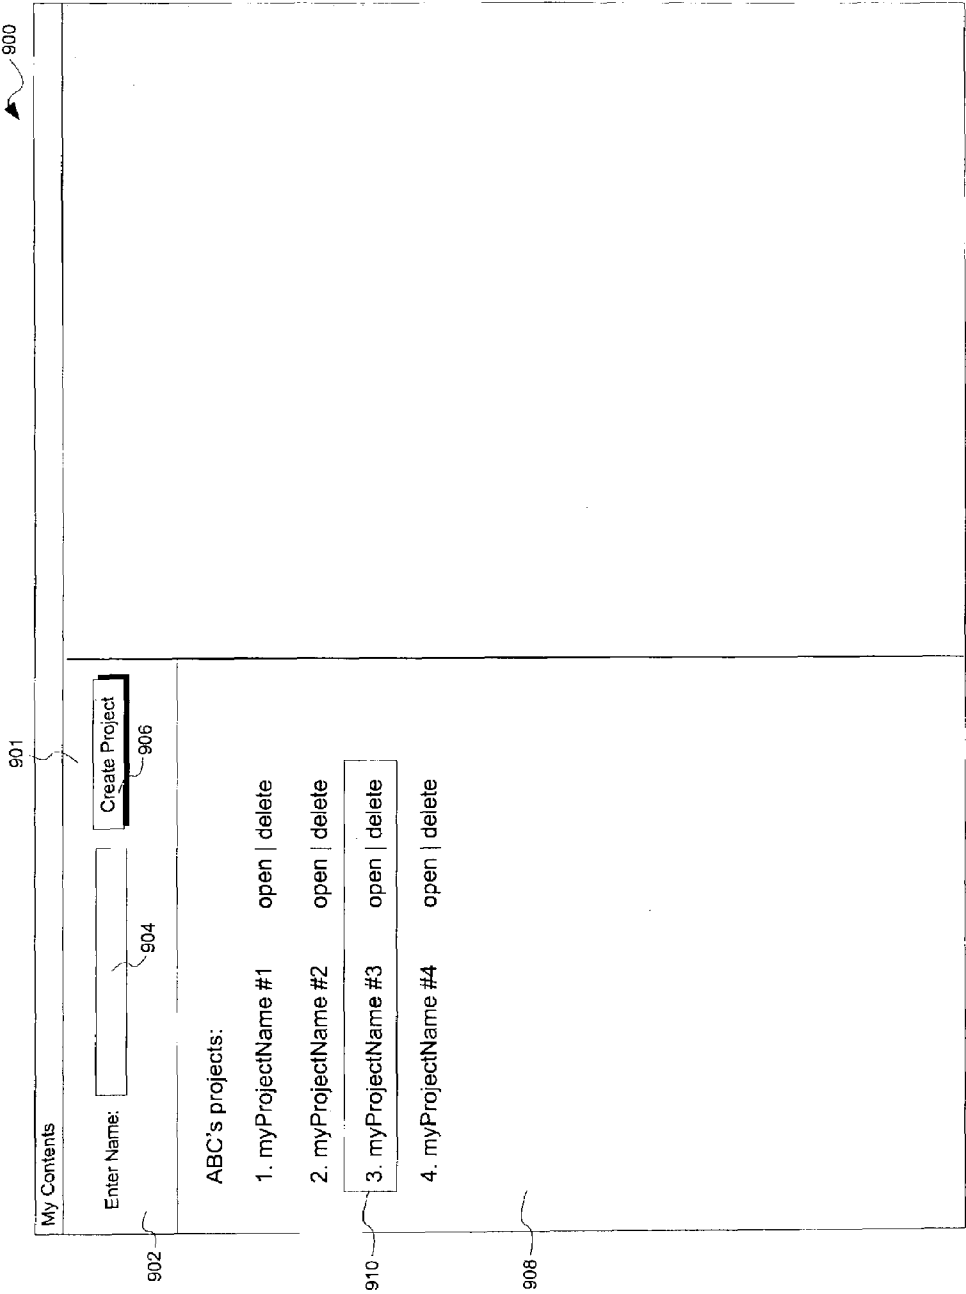 900
My Contents
901
Enter Name:
Create Project
904
906
902
ABC's projects:
1. myProjectName #1 open | delete
2. myProjectName #2 open | delete
3. myProjectName #3 open | delete
910
4. myProjectName #4 open | delete
908